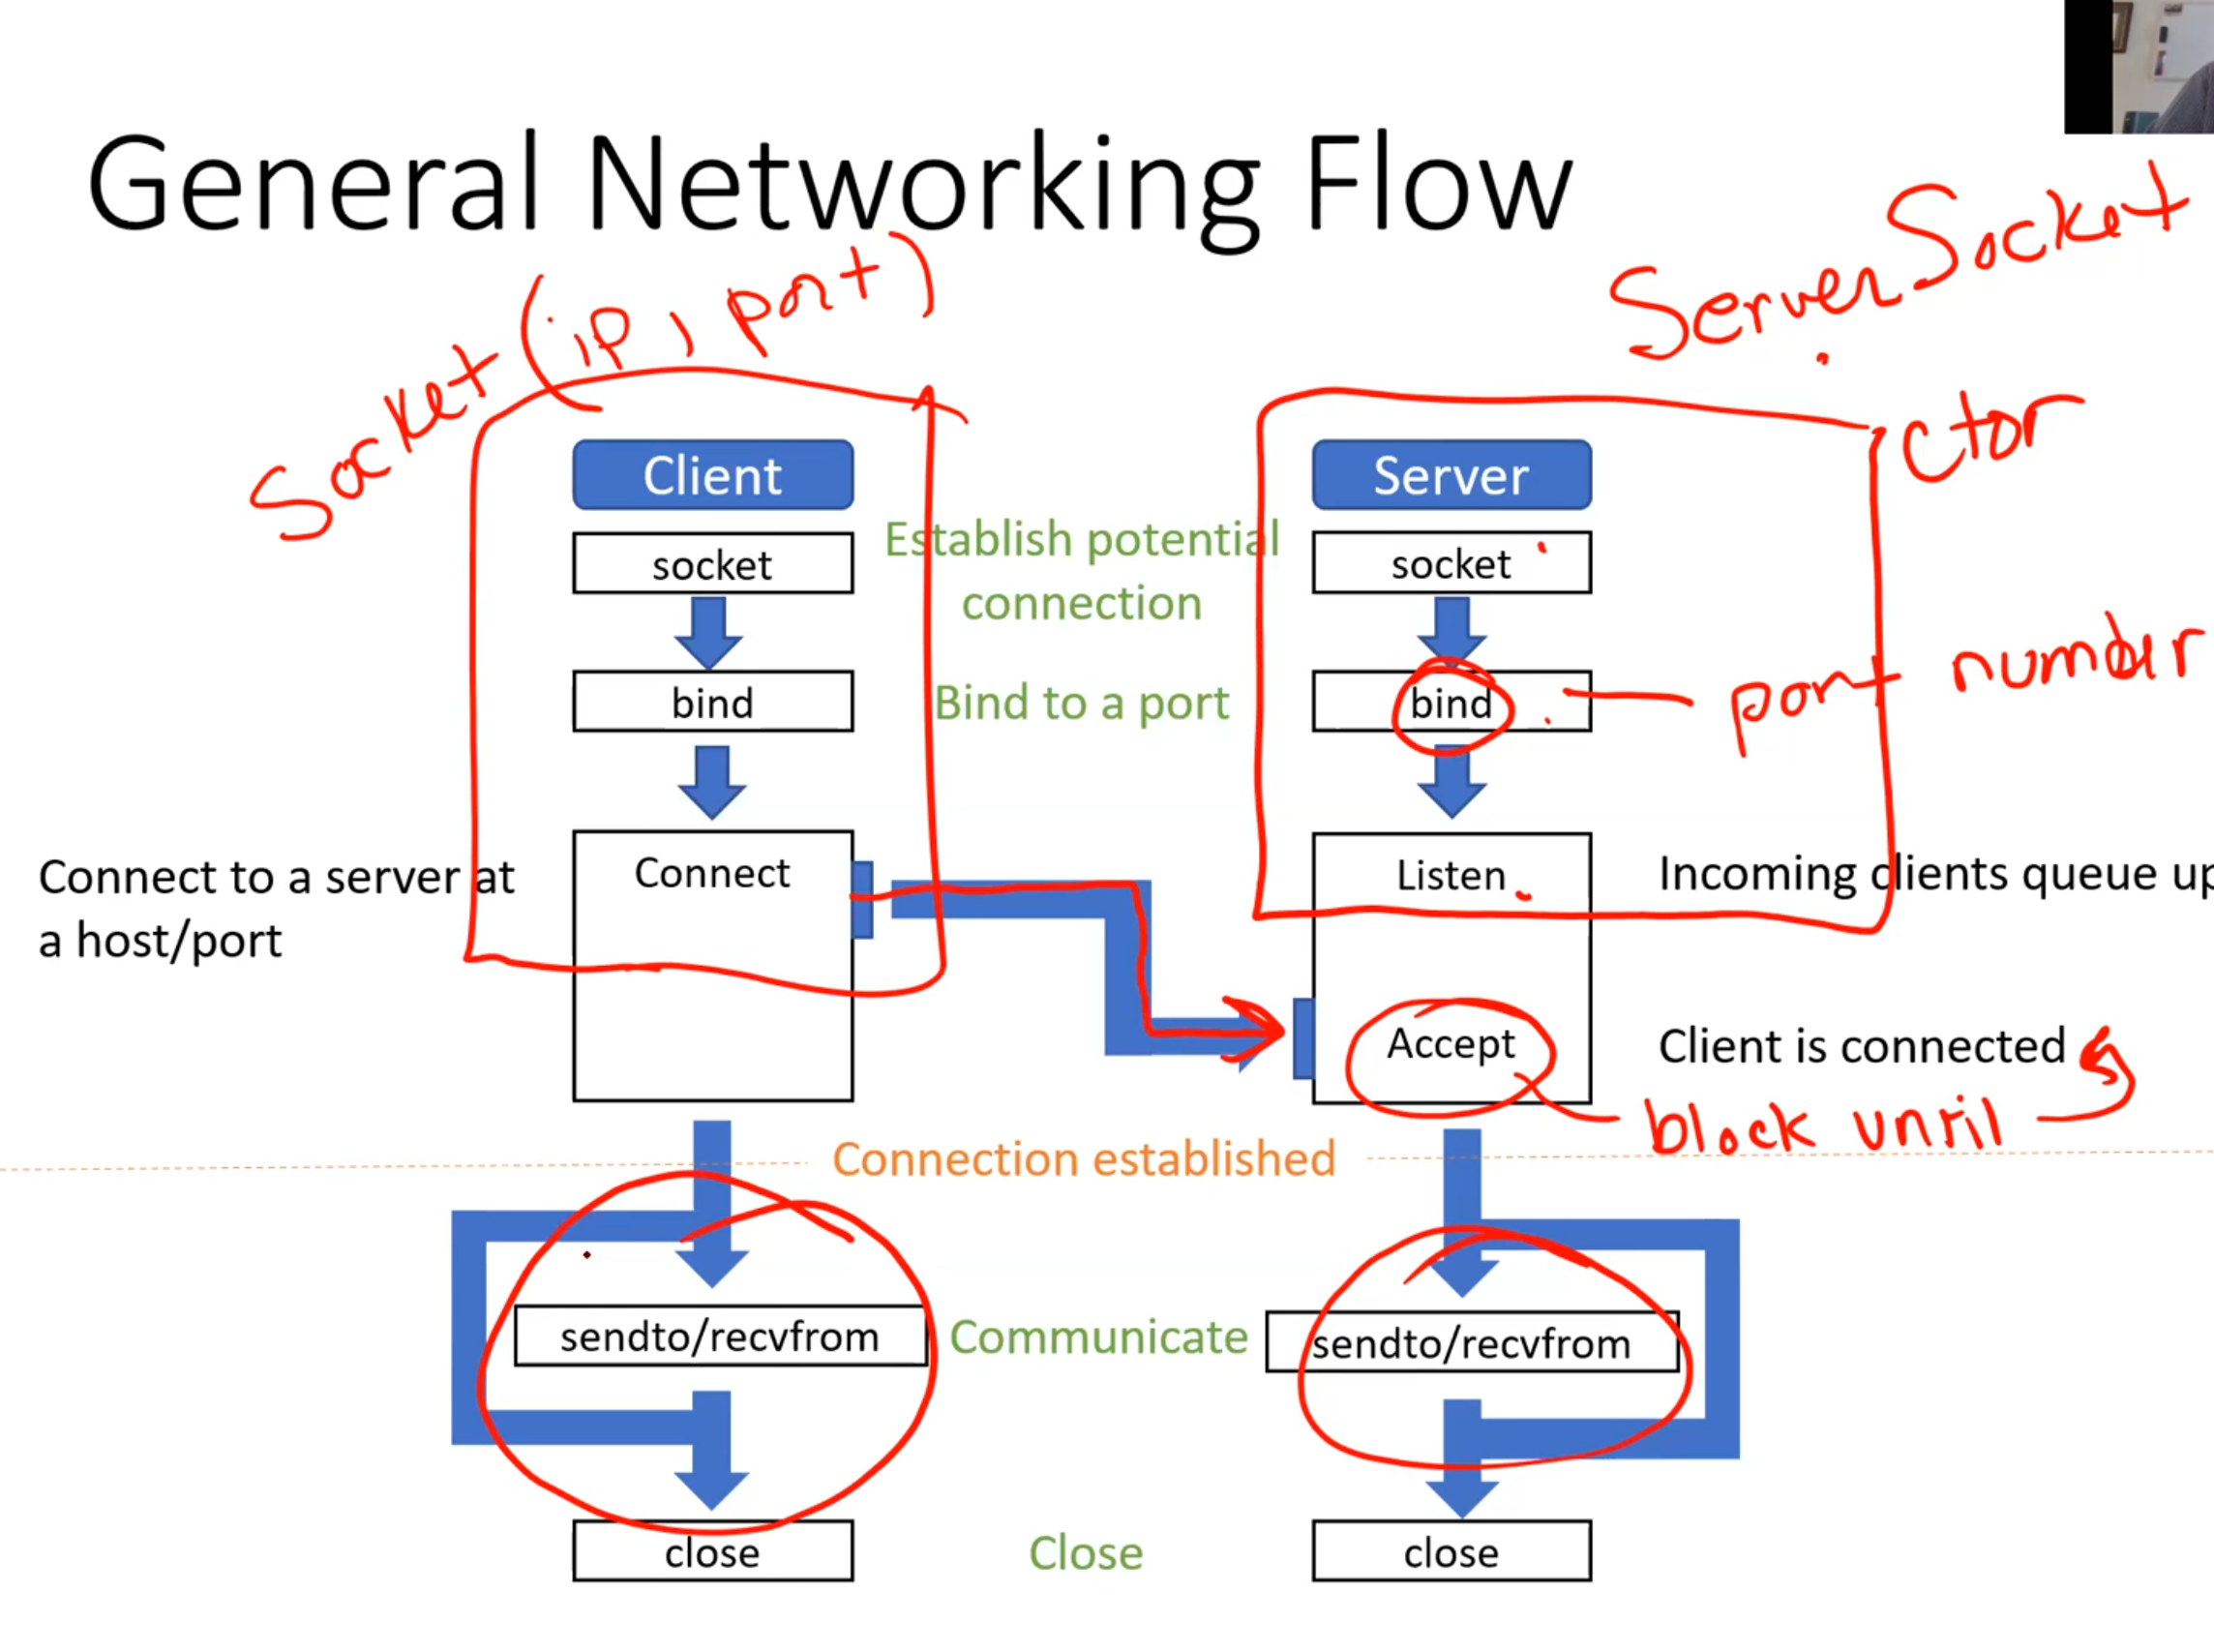 General Networking Flow
ServerSocket
Socket (ip, port)
ctor
Client
Server
socket
Establish potential
connection
socket
bind
Bind to a port
bind
port number
Connect to a server at
a host/port
Connect
Listen
Incoming clients queue up
Accept
Client is connected
block until
Connection established
sendto/recvfrom
Communicate
sendto/recvfrom
close
Close
close